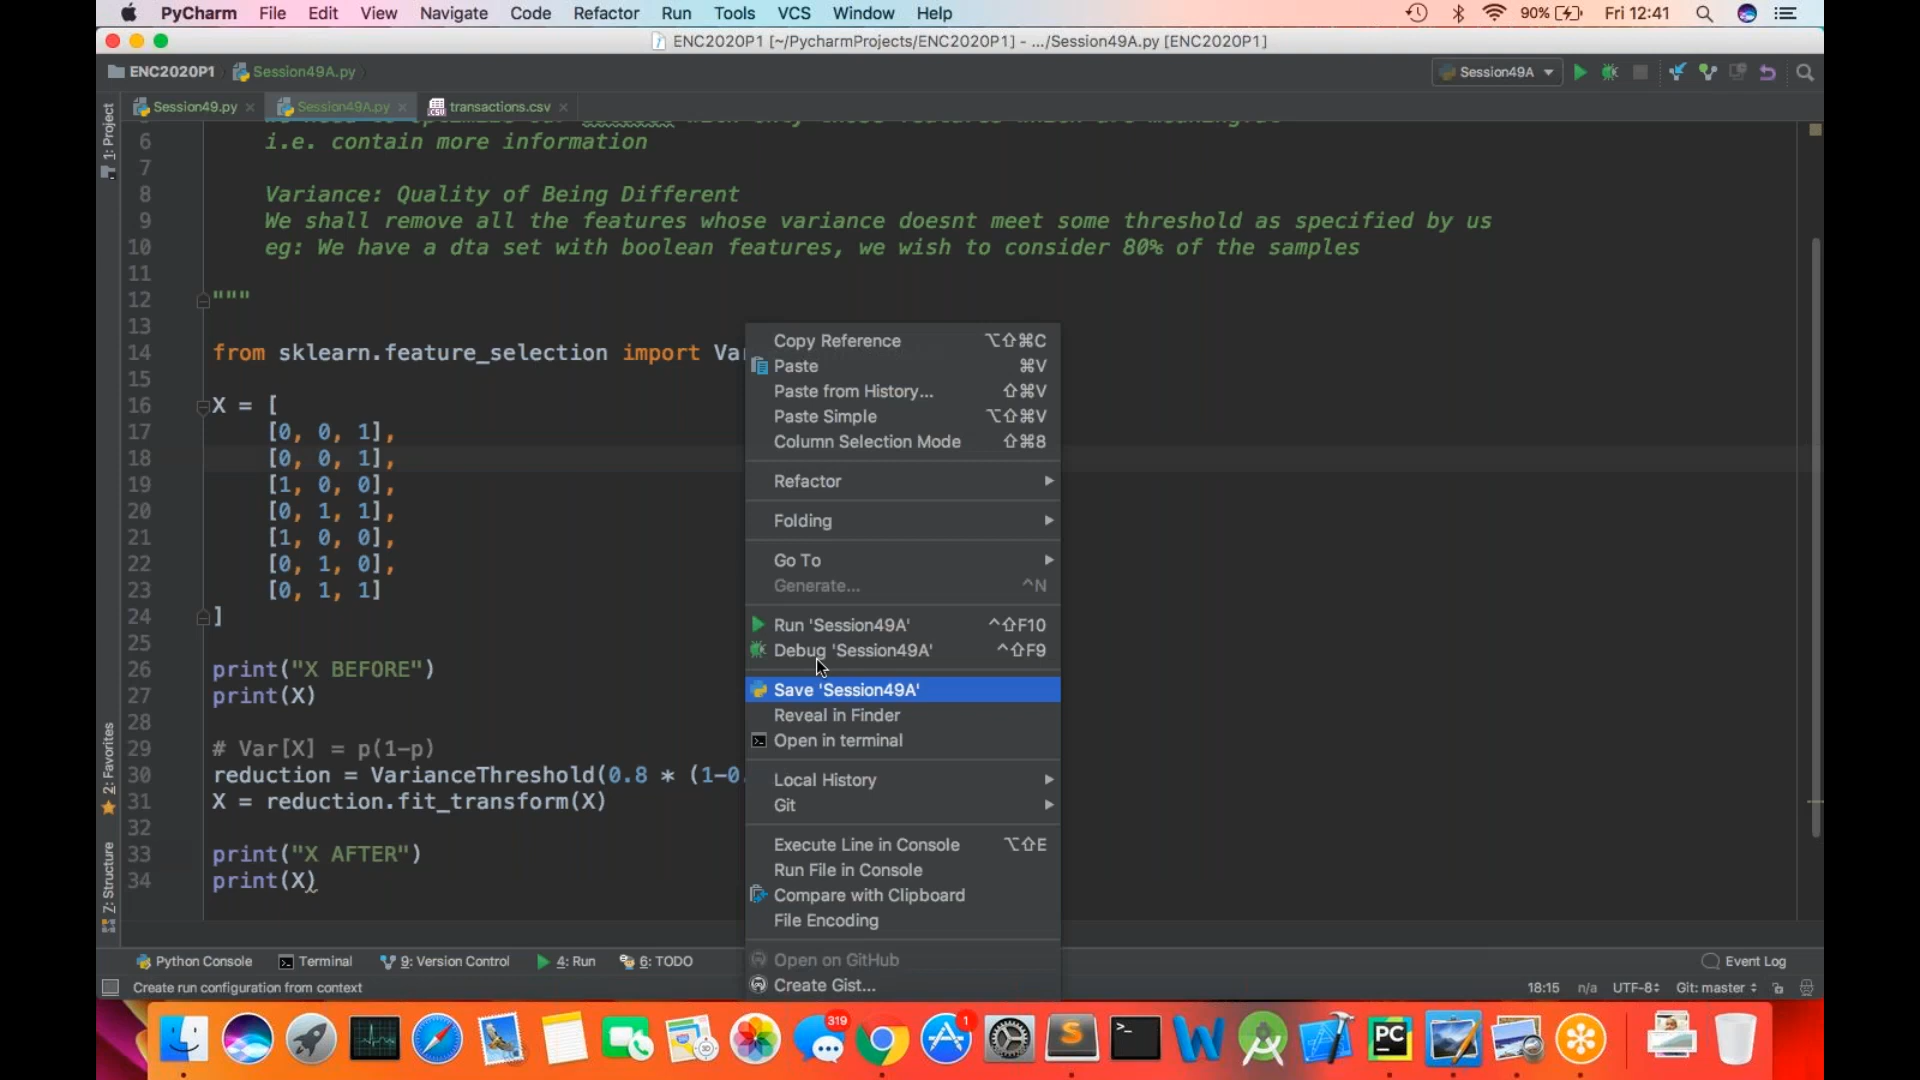 PyCharm File Edit View Navigate Code Refactor Run Tools VCS Window Help 90% Fri 12:41
ENC2020P1 [~/PycharmProjects/ENC2020P1] - .../Session49A.py [ENC2020P1]
ENC2020P1 Session49A.py Session49A
Session49.py Session49A.py transactions.csv
1: Project
2: Favorites
Z: Structure
6 i.e. contain more information
7
8 Variance: Quality of Being Different
9 We shall remove all the features whose variance doesnt meet some threshold as specified by us
10 eg: We have a dta set with boolean features, we wish to consider 80% of the samples
11
12 """
13
14 from sklearn.feature_selection import Va
15
16 X = [
17 [0, 0, 1],
18 [0, 0, 1],
19 [1, 0, 0],
20 [0, 1, 1],
21 [1, 0, 0],
22 [0, 1, 0],
23 [0, 1, 1]
24 ]
25
26 print("X BEFORE")
27 print(X)
28
29 # Var[X] = p(1-p)
30 reduction = VarianceThreshold(0.8 * (1-0.
31 X = reduction.fit_transform(X)
32
33 print("X AFTER")
34 print(X)
Copy Reference ⌥⇧⌘C
Paste ⌘V
Paste from History... ⇧⌘V
Paste Simple ⌥⇧⌘V
Column Selection Mode ⇧⌘8
Refactor
Folding
Go To
Generate... ^N
Run 'Session49A' ^⇧F10
Debug 'Session49A' ^⇧F9
Save 'Session49A'
Reveal in Finder
Open in terminal
Local History
Git
Execute Line in Console ⌥⇧E
Run File in Console
Compare with Clipboard
File Encoding
Open on GitHub
Create Gist...
Python Console Terminal 9: Version Control 4: Run 6: TODO Event Log
Create run configuration from context 18:15 n/a UTF-8 Git: master
319 1
PC